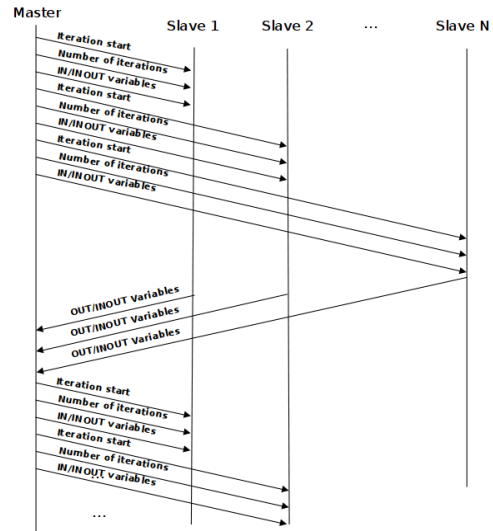 Master
Slave 1
Slave 2
...
Slave N
Iteration start
Number of iterations
IN/INOUT variables
Iteration start
Number of iterations
IN/INOUT variables
Iteration start
Number of iterations
IN/INOUT variables
OUT/INOUT Variables
OUT/INOUT Variables
OUT/INOUT Variables
Iteration start
Number of iterations
IN/INOUT variables
Iteration start
Number of iterations
IN/INOUT variables
...
...